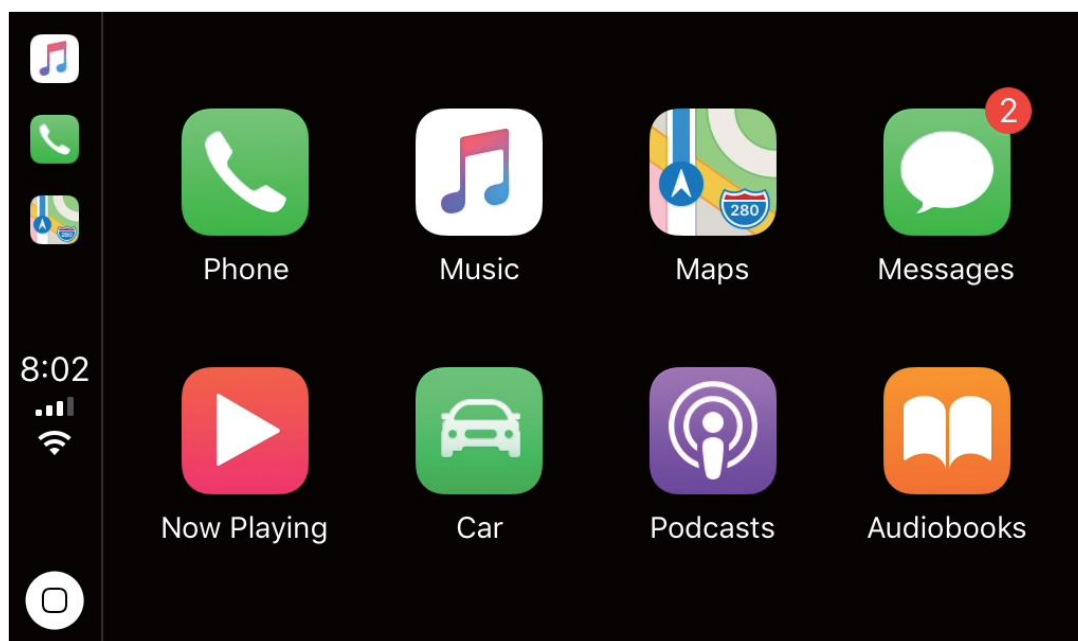 2
280
Phone
Music
Maps
Messages
8:02
Now Playing
Car
Podcasts
Audiobooks